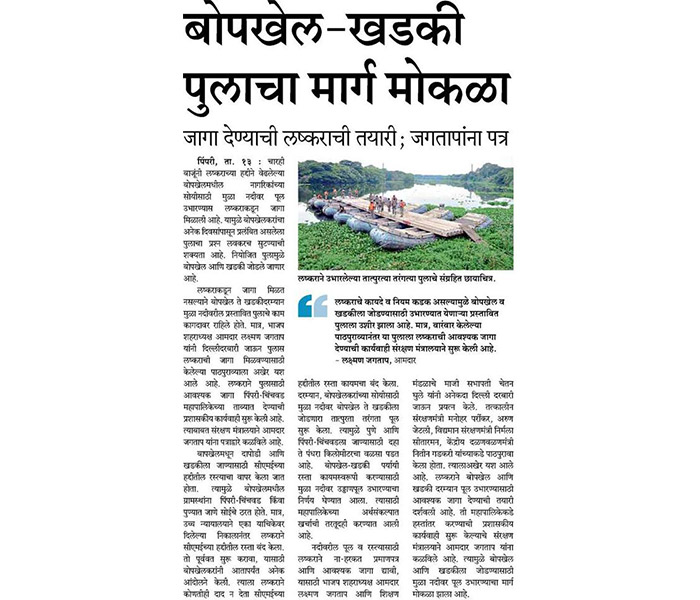 बोपखेल-खडकी
पुलाचा मार्ग मोकळा
जागा देण्याची लष्कराची तयारी; जगतापांना पत्र
पिंपरी, ता. १३ : चारही
बाजूंनी लष्कराच्या हद्दीने वेढलेल्या
बोपखेलमधील नागरिकांच्या
सोयीसाठी मुळा नदीवर पूल
उभारण्यास लष्कराकडून जागा
मिळाली आहे. यामुळे बोपखेलकरांचा
अनेक दिवसांपासून प्रलंबित असलेला
पुलाचा प्रश्न लवकरच सुटण्याची
शक्यता आहे. नियोजित पुलामुळे
बोपखेल आणि खडकी जोडले जाणार
आहे.
लष्कराकडून जागा मिळत
नसल्याने बोपखेल ते खडकीदरम्यान
मुळा नदीवरील प्रस्तावित पुलाचे काम
कागदावर राहिले होते. मात्र, भाजप
शहराध्यक्ष आमदार लक्ष्मण जगताप
यांनी दिल्लीदरबारी जाऊन पुलास
लष्कराची जागा मिळवण्यासाठी
केलेल्या पाठपुराव्याला अखेर यश
आले आहे. लष्कराने पुलासाठी
आवश्यक जागा पिंपरी-चिंचवड
महापालिकेच्या ताब्यात देण्याची
प्रशासकीय कार्यवाही सुरू केली आहे.
त्याबाबत संरक्षण मंत्रालयाने आमदार
जगताप यांना पत्राद्वारे कळविले आहे.
बापखेलमधून दापोडी आणि
खडकीला जाण्यासाठी सीएमईच्या
हद्दीतील रस्त्याचा वापर केला जात
होता. त्यामुळे बोपखेलमधील
ग्रामस्थांना पिंपरी-चिंचवड किंवा
पुण्यात जाणे सोईचे ठरत होते. मात्र,
उच्च न्यायालयाने एका याचिकेवर
दिलेल्या निकालानंतर लष्कराने
सीएमईच्या हद्दीतील रस्ता बंद केला.
तो पूर्ववत सुरू करावा, यासाठी
बोपखेलकरांनी आतापर्यंत अनेक
आंदोलने केली. त्याला लष्कराने
कोणतीही दाद न देता सीएमईच्या
लष्कराने उभारलेल्या तात्पुरत्या तरंगत्या पुलाचे संग्रहित छायाचित्र.
लष्कराचे कायदे व नियम कडक असल्यामुळे बोपखेल व
खडकीला जोडण्यासाठी उभारण्यात येणाऱ्या प्रस्तावित
पुलाला उशीर झाला आहे. मात्र, वारंवार केलेल्या
पाठपुराव्यानंतर या पुलाला लष्कराची आवश्यक जागा
देण्याची कार्यवाही संरक्षण मंत्रालयाने सुरू केली आहे.
- लक्ष्मण जगताप, आमदार
हद्दीतील रस्ता कायमचा बंद केला.
दरम्यान, बोपखेलकरांच्या सोयीसाठी
मुळा नदीवर बोपखेल ते खडकीला
जोडणारा तात्पुरता तरंगता पूल
सुरू केला. त्यामुळे पुणे आणि
पिंपरी-चिंचवडला जाण्यासाठी दहा
ते पंधरा किलोमीटरचा वळसा पडत
आहे. बोपखेल-खडकी पर्यायी
रस्ता कायमस्वरूपी करण्यासाठी
मुळा नदीवर उड्डाणपूल उभारण्याचा
निर्णय घेण्यात आला. त्यासाठी
महापालिकेच्या अर्थसंकल्पात
खर्चाची तरतूदही करण्यात आली
आहे.
नदीवरील पूल व रस्त्यासाठी
लष्कराने ना-हरकत प्रमाणपत्र
आणि आवश्यक जागा द्यावी,
यासाठी भाजप शहराध्यक्ष आमदार
लक्ष्मण जगताप आणि शिक्षण
मंडळाचे माजी सभापती चेतन
घुले यांनी अनेकदा दिल्ली दरबारी
जाऊन प्रयत्न केले. तत्कालीन
संरक्षणमंत्री मनोहर पर्रीकर, अरुण
जेटली, विद्यमान संरक्षणमंत्री निर्मला
सीतारमन, केंद्रीय दळणवळणमंत्री
नितीन गडकरी यांच्याकडे पाठपुरावा
केला होता. त्यालाअखेर यश आले
आहे. लष्कराने बोपखेल आणि
खडकी दरम्यान पूल उभारण्यासाठी
आवश्यक जागा देण्याची तयारी
दर्शवली आहे. ती महापालिकेकडे
हस्तांतर करण्याची प्रशासकीय
कार्यवाही सुरू केल्याचे संरक्षण
मंत्रालयाने आमदार जगताप यांना
कळविले आहे. त्यामुळे बोपखेल
आणि खडकीला जोडण्यासाठी
मुळा नदीवर पूल उभारण्याचा मार्ग
मोकळा झाला आहे.